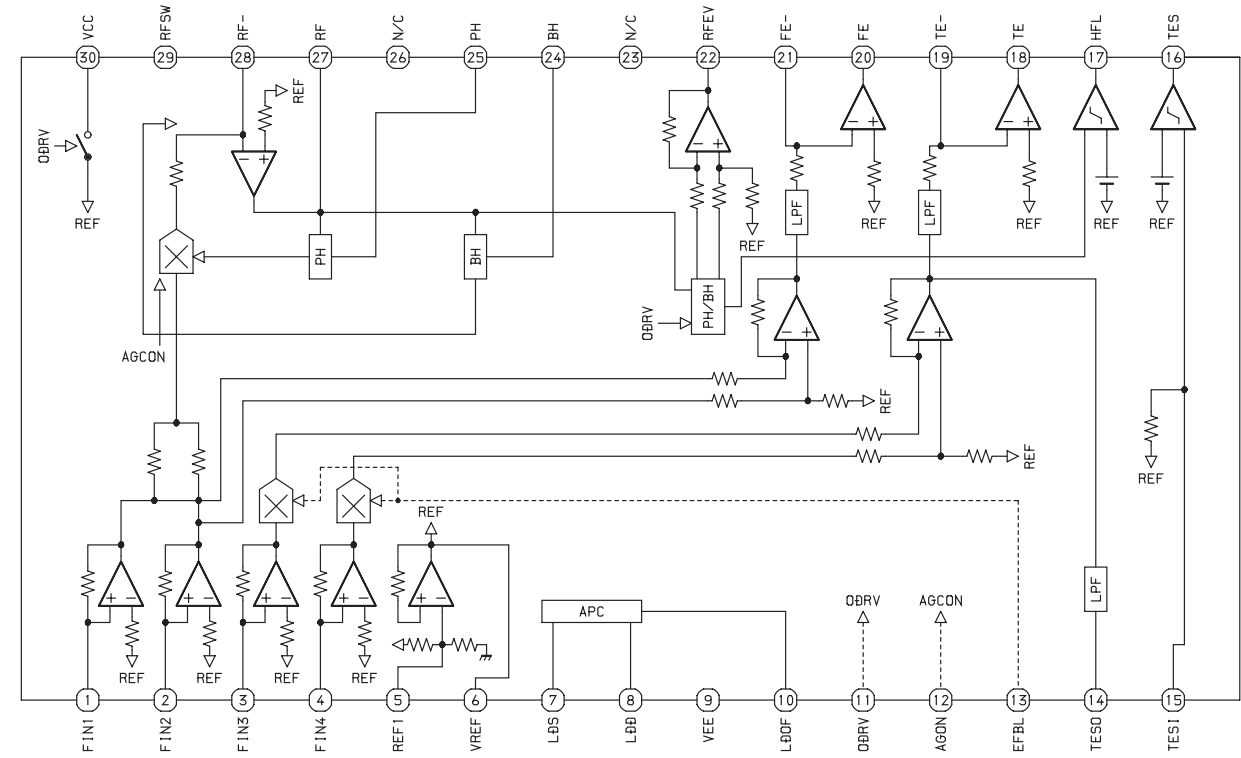 VCC RFSW RF- RF N/C PH BH N/C RFEV FE- FE TE- TE HFL TES
30 29 28 27 26 25 24 23 22 21 20 19 18 17 16
REF
ODRV
- +
- +
- + - + - +
LPF LPF
REF REF REF REF REF REF
PH BH
PH/BH
ODRV
- + - +
AGCON
REF
REF
REF
REF
ODRV AGCON
LPF
+ - + - + - + - + -
APC
REF REF REF REF
1 2 3 4 5 6 7 8 9 10 11 12 13 14 15
FIN1 FIN2 FIN3 FIN4 REF1 VREF LDS LDD VEE LDOF ODRV AGON EFBL TESO TESI